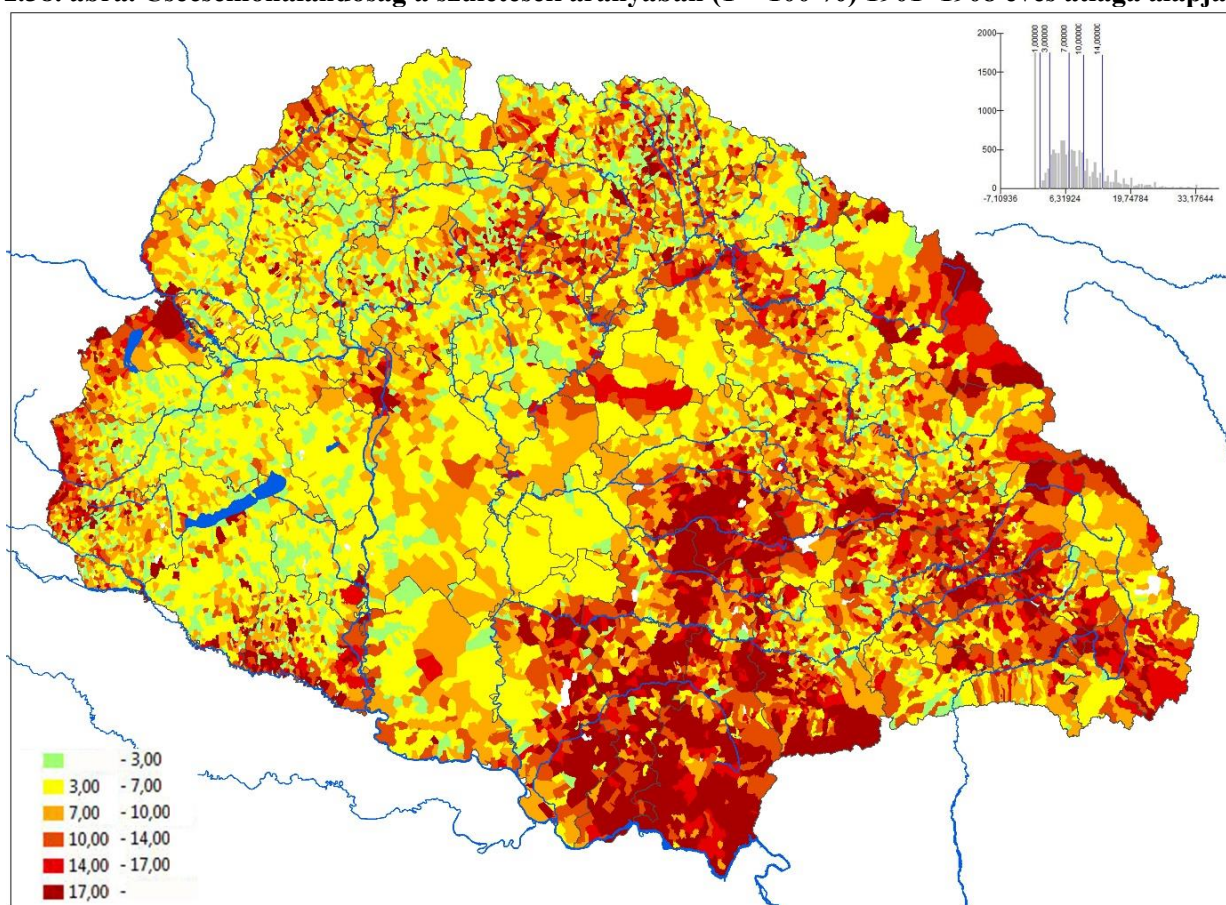 ábra: Csecsemőhalandóság a születésen arányában (1 = 100 %) 1901–1908 éves átlaga
2000
1500
1000
500
0
1,00000
3,00000
7,00000
10,00000
14,00000
-7,10936 6,31924 19,74784 33,17644
- 3,00
3,00 - 7,00
7,00 - 10,00
10,00 - 14,00
14,00 - 17,00
17,00 -